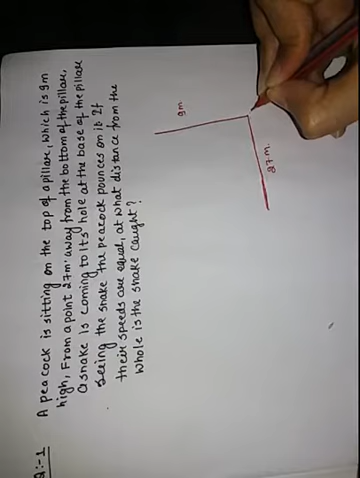 Q:-1 A peacock is sitting on the top of a pillar, which is 9m
high, From a point 27m. away from the bottom of the pillar,
a snake is coming to its hole at the base of the pillar
seeing the snake the peacock pounces on it. If
their speeds are equal, at what distance from the
whole is the snake caught?
9m.
27m.